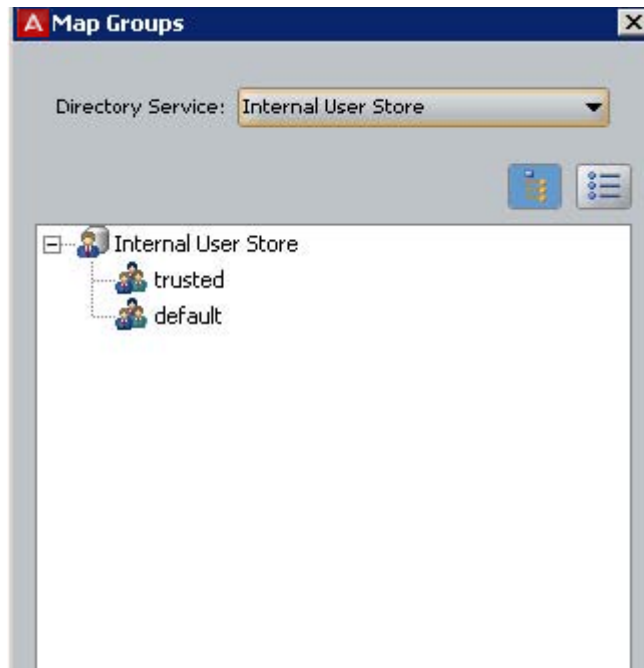 A Map Groups
Directory Service: Internal User Store
Internal User Store
trusted
default